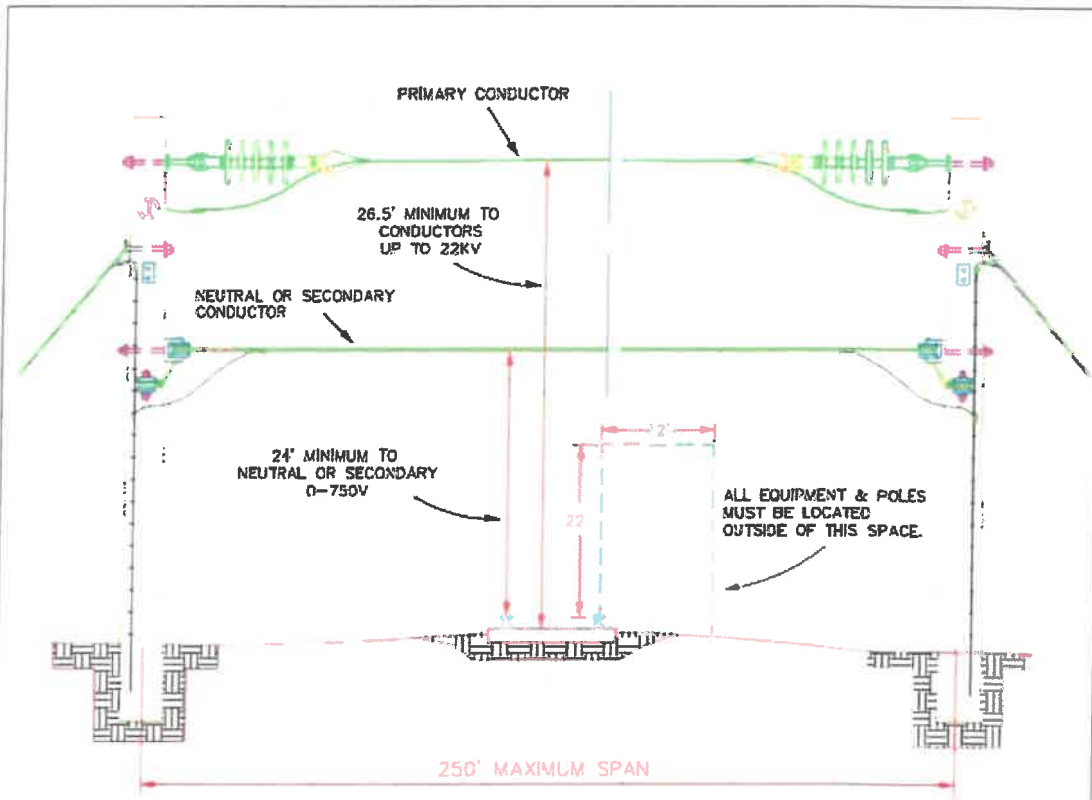 PRIMARY CONDUCTOR
26.5' MINIMUM TO
CONDUCTORS
UP TO 22KV
NEUTRAL OR SECONDARY
CONDUCTOR
24' MINIMUM TO
NEUTRAL OR SECONDARY
0-750V
22
ALL EQUIPMENT & POLES
MUST BE LOCATED
OUTSIDE OF THIS SPACE.
250' MAXIMUM SPAN